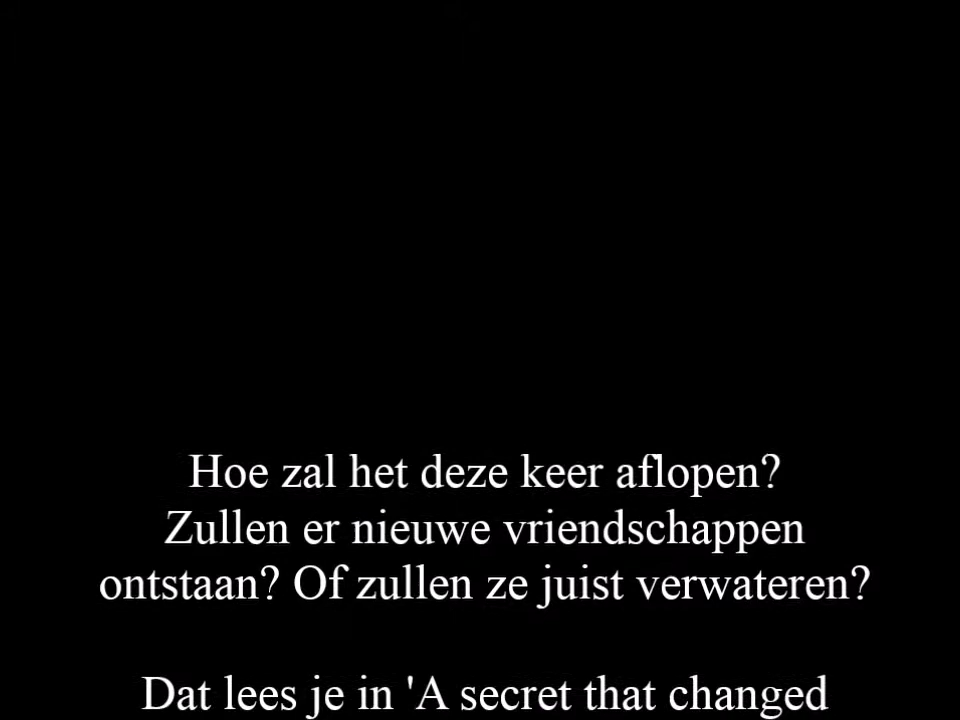 Hoe zal het deze keer aflopen?
Zullen er nieuwe vriendschappen
ontstaan? Of zullen ze juist verwateren?
Dat lees je in 'A secret that changed